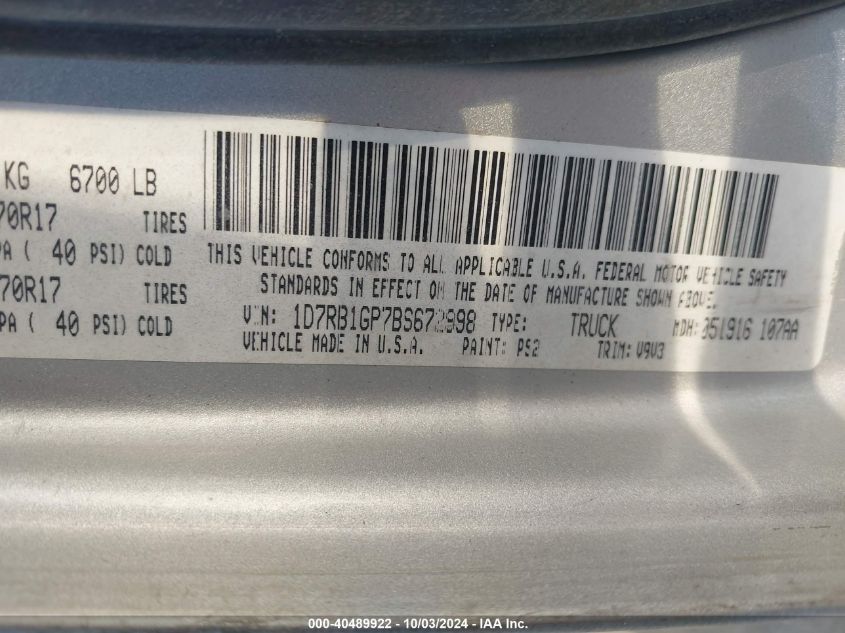 KG 6700 LB
70R17 TIRES
PA ( 40 PSI) COLD
70R17 TIRES
PA ( 40 PSI) COLD
THIS VEHICLE CONFORMS TO ALL APPLICABLE U.S.A. FEDERAL MOTOR VEHICLE SAFETY
STANDARDS IN EFFECT ON THE DATE OF MANUFACTURE SHOWN ABOVE.
VIN: 1D7RB1GP7BS672998 TYPE: TRUCK MDH: 051916 107AA
VEHICLE MADE IN U.S.A. PAINT: PS2 TRIM: V9V3
000-40489922 - 10/03/2024 - IAA Inc.